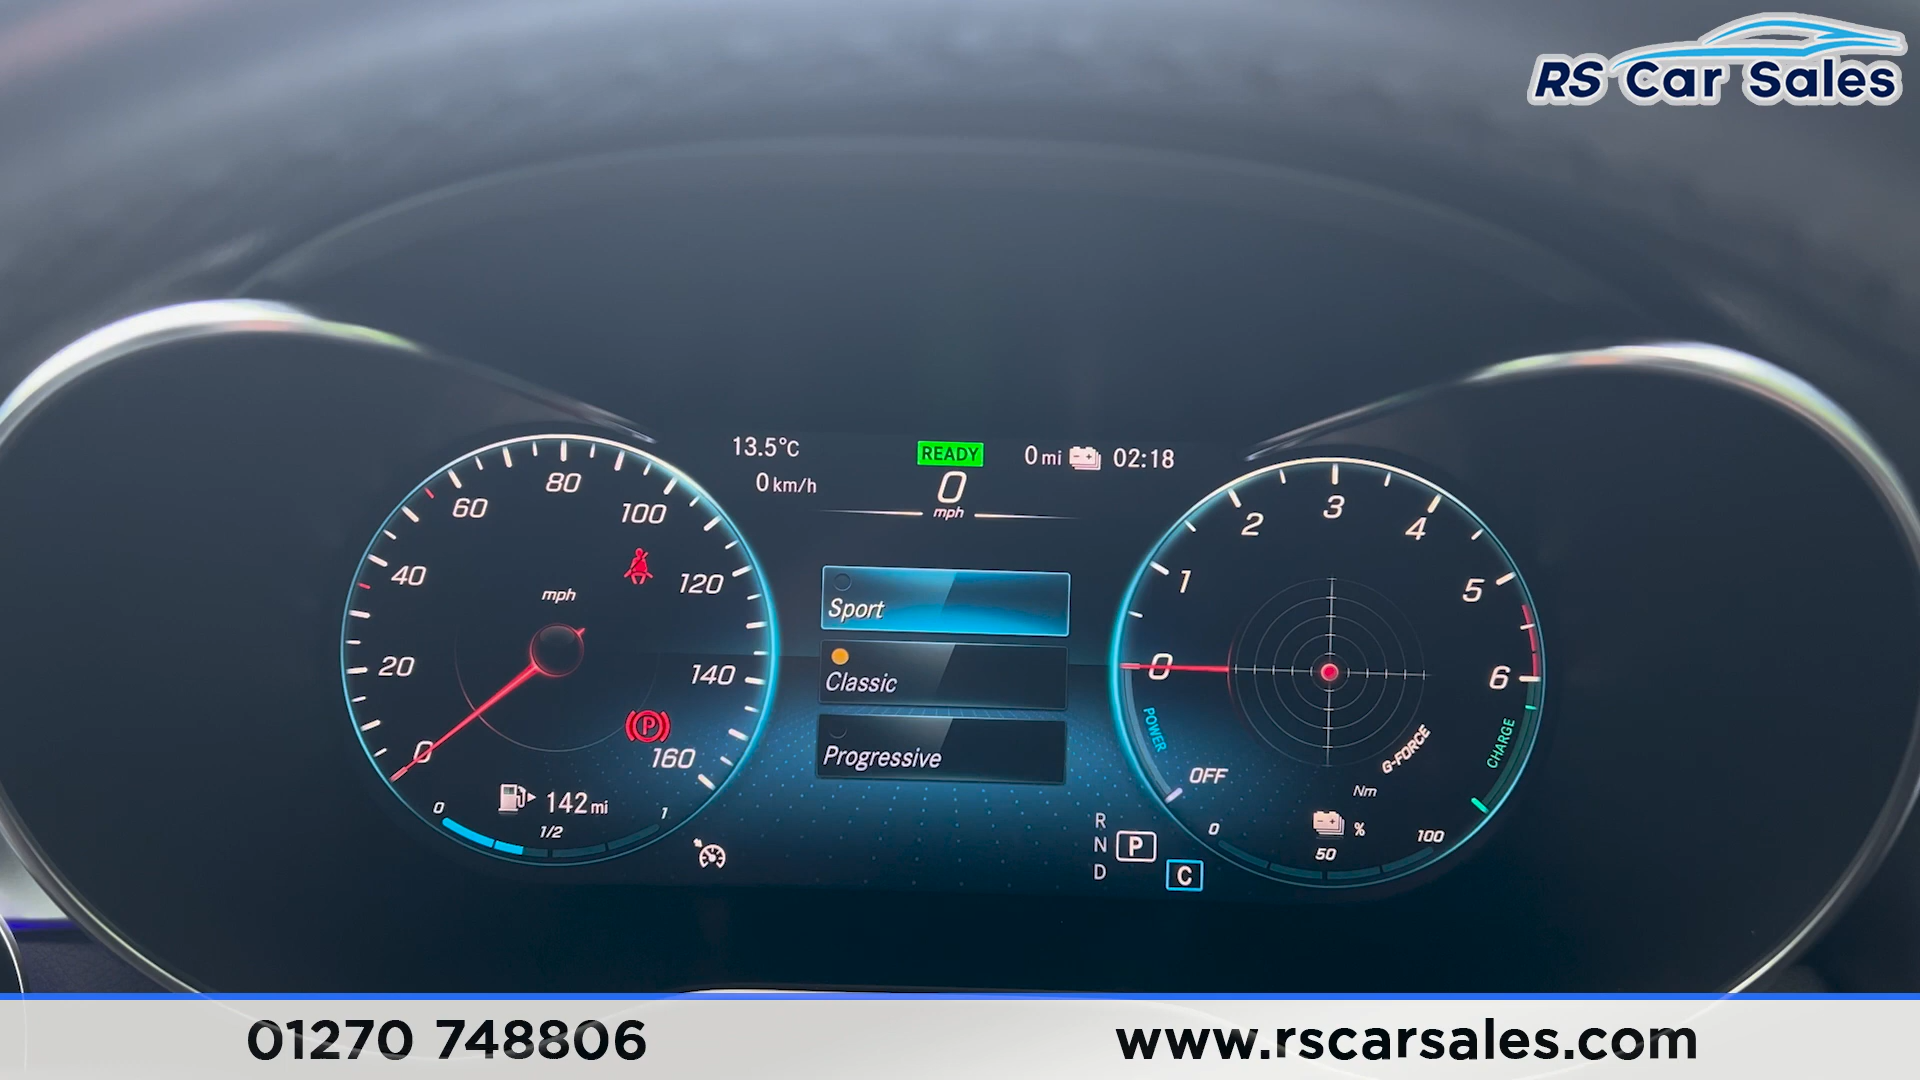 RS Car Sales
13.5°C
0 km/h
READY
0 mph
0 mi 02:18
0 20 40 60 80 100 120 140 160
mph
P
142 mi
0 1/2 1
Sport
Classic
Progressive
0 1 2 3 4 5 6
POWER
OFF
CHARGE
G-FORCE
Nm
%
0 50 100
R
N P
D
C
01270 748806
www.rscarsales.com